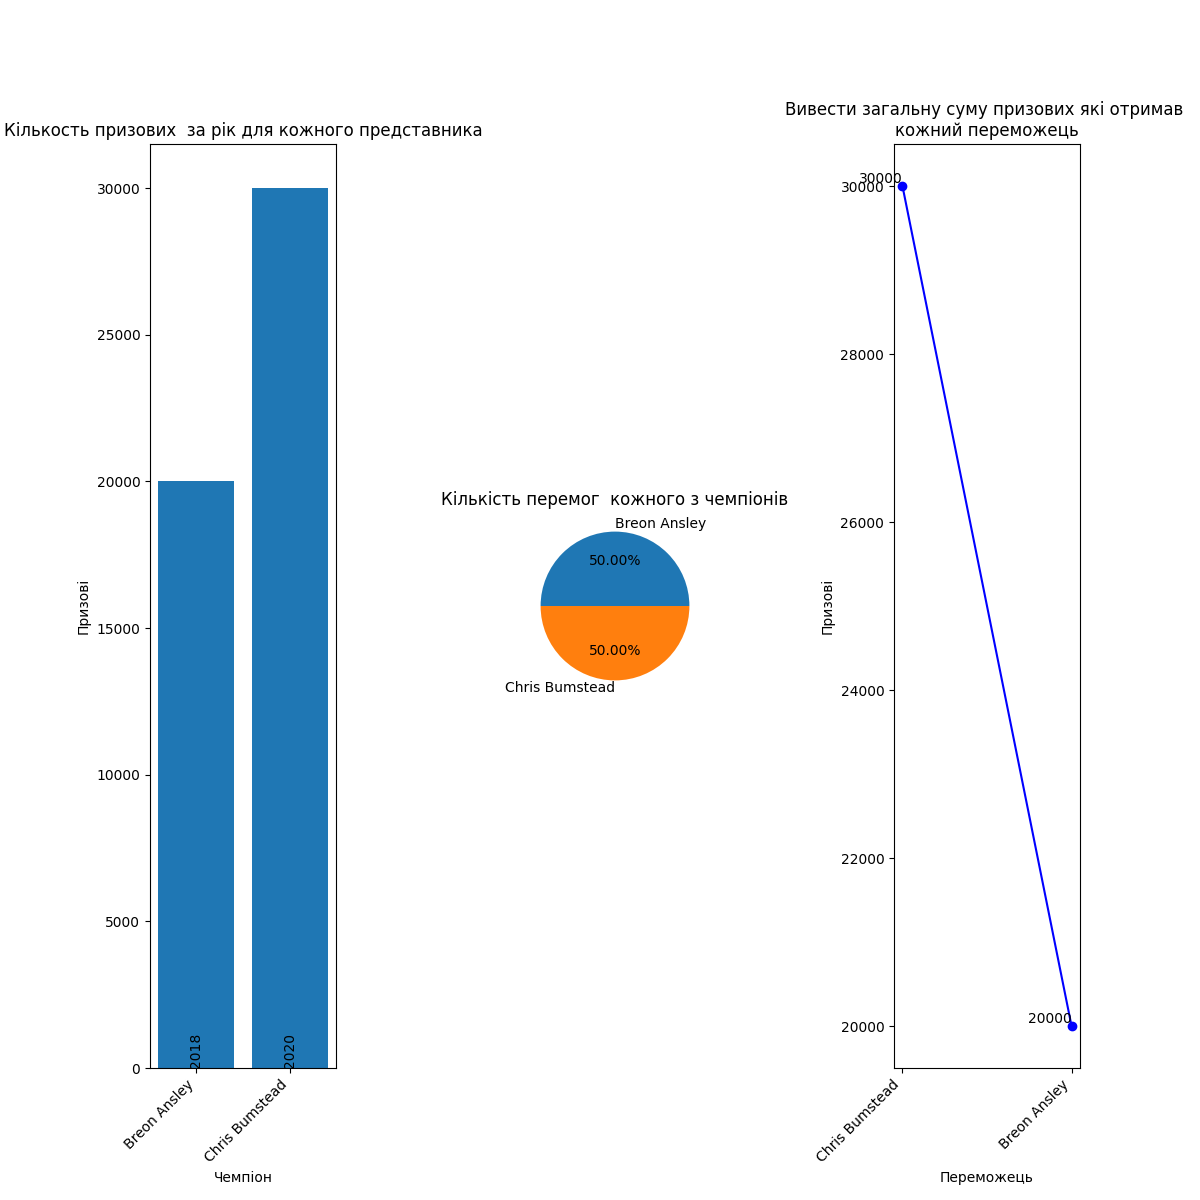 Кількость призових  за рік для кожного представника
30000
25000
20000
15000
10000
5000
0
Призові
2018
2020
Breon Ansley
Chris Bumstead
Чемпіон
Кількість перемог  кожного з чемпіонів
Breon Ansley
50.00%
50.00%
Chris Bumstead
Вивести загальну суму призових які отримав
кожний переможець
30000
30000
28000
26000
24000
22000
20000
20000
Призові
Chris Bumstead
Breon Ansley
Переможець